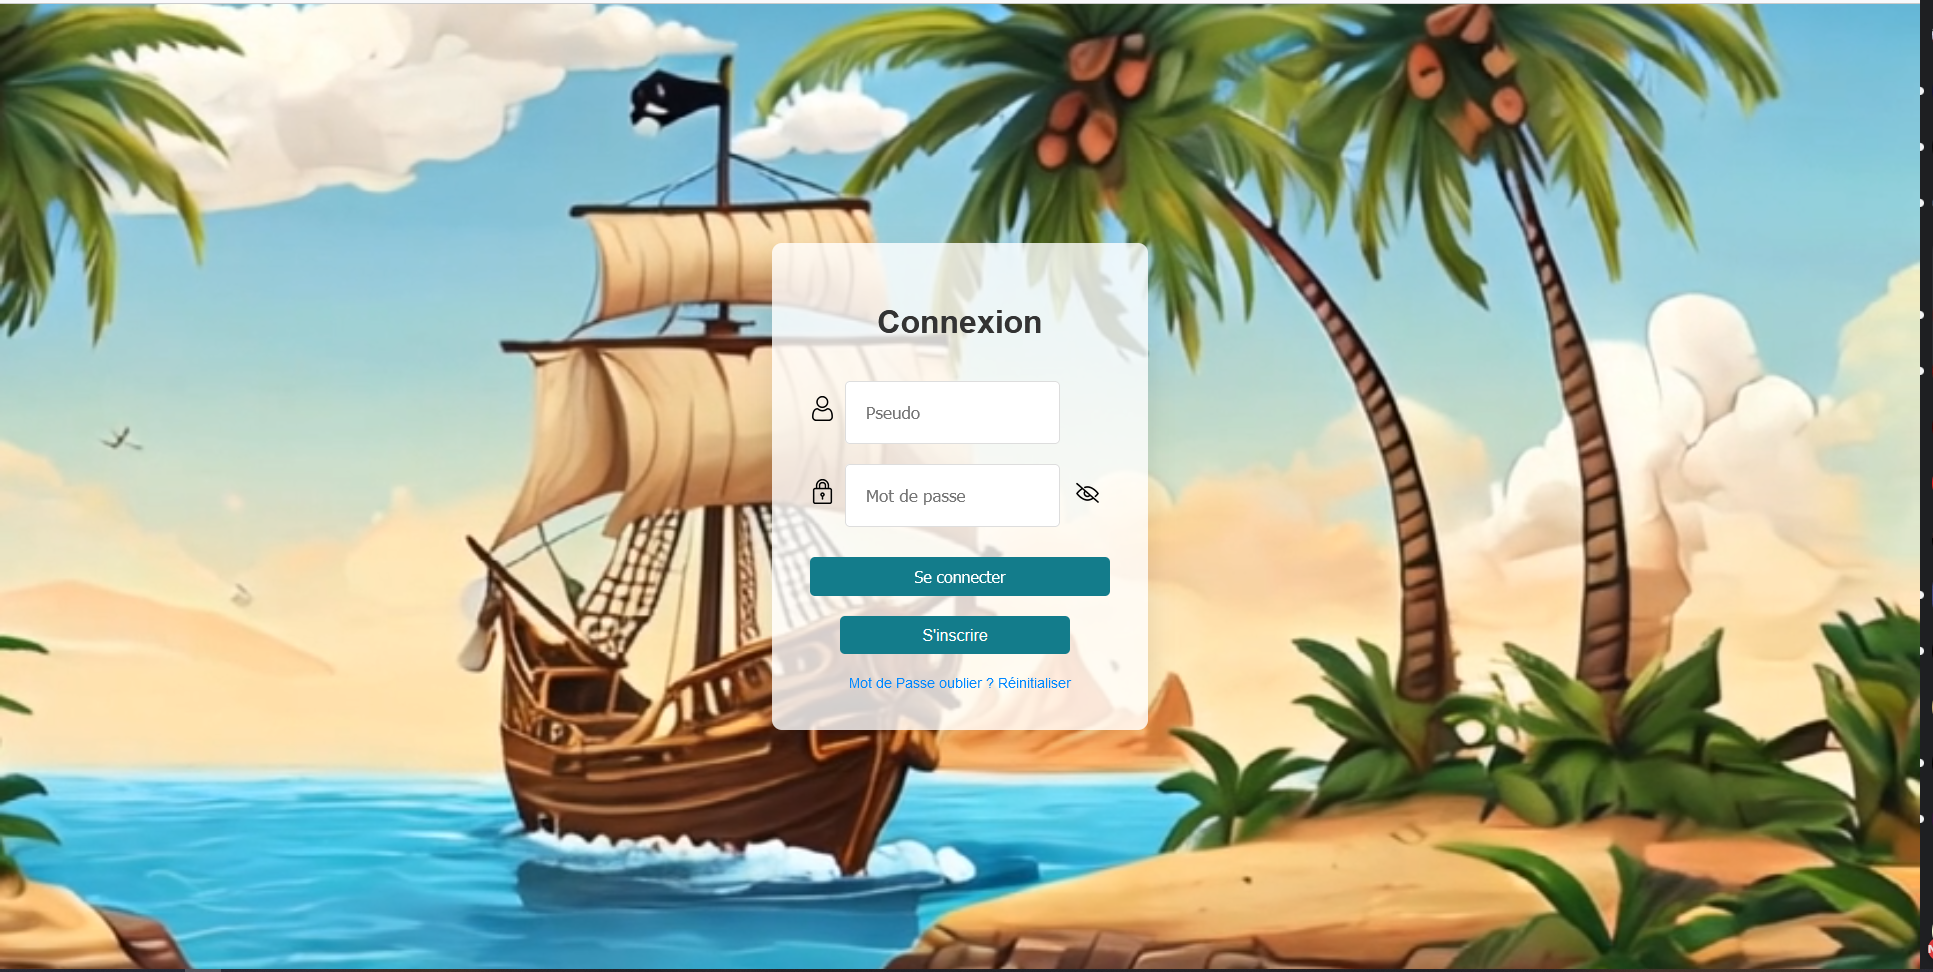 Connexion
Pseudo
Mot de passe
Se connecter
S'inscrire
Mot de Passe oublier ? Réinitialiser